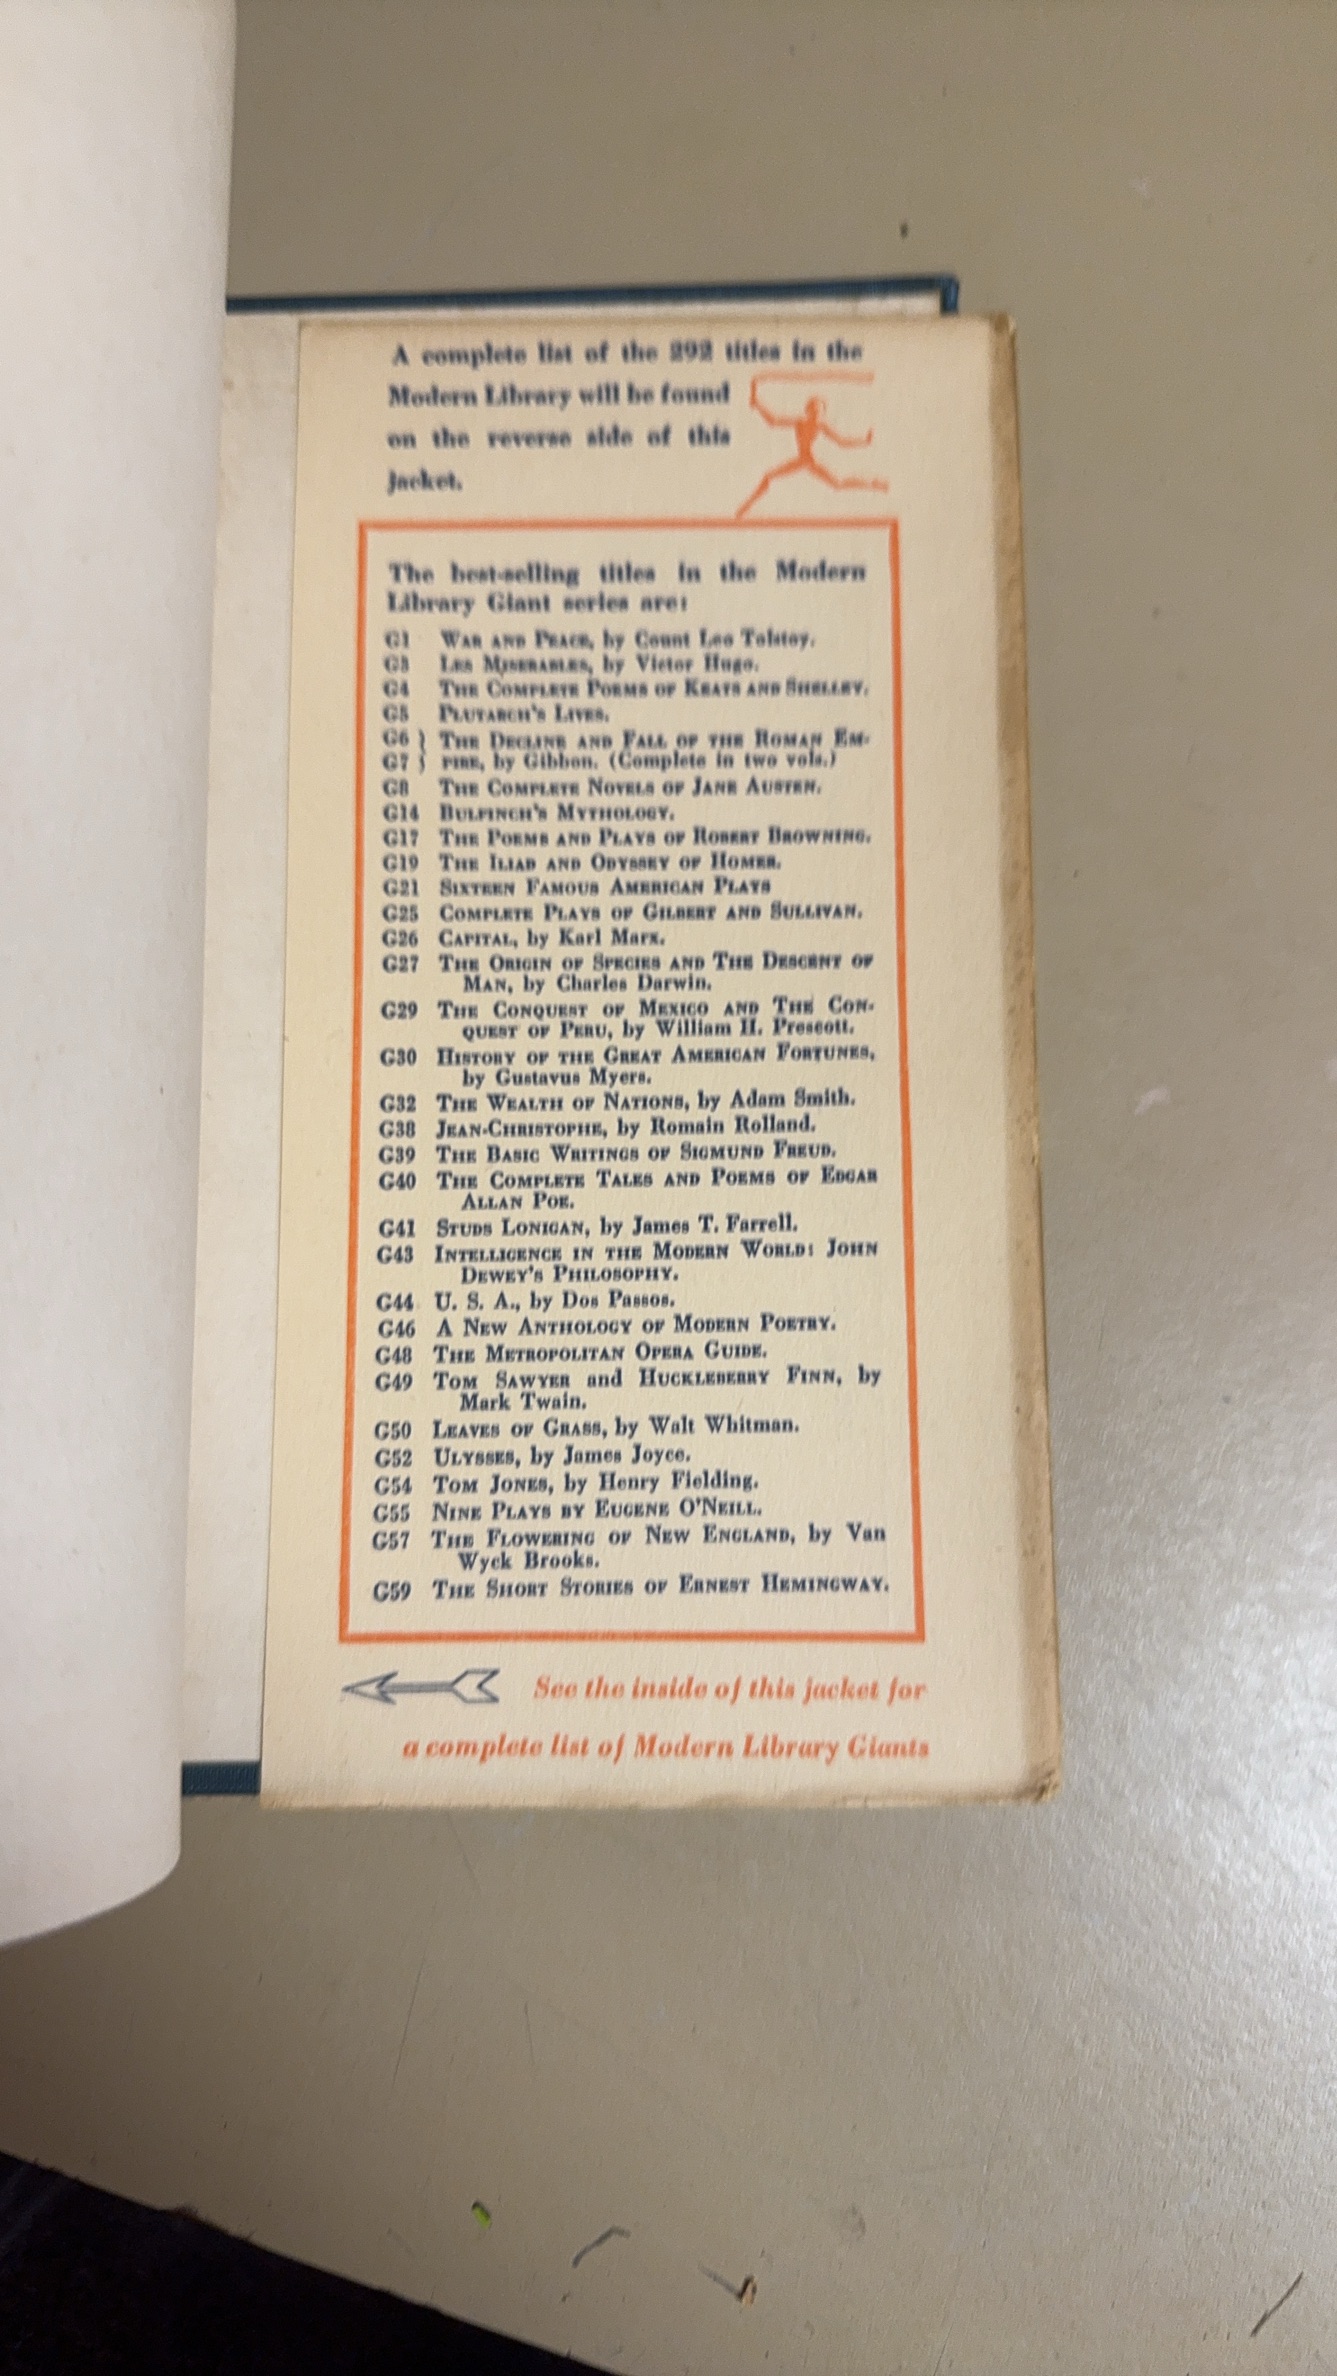 A complete list of the 292 titles in the
Modern Library will be found
on the reverse side of this
jacket.
The best-selling titles in the Modern
Library Giant series are:
G1 WAR AND PEACE, by Count Leo Tolstoy.
G3 LES MISERABLES, by Victor Hugo.
G4 THE COMPLETE POEMS OF KEATS AND SHELLEY.
G5 PLUTARCH'S LIVES.
G6 } THE DECLINE AND FALL OF THE ROMAN EM-
G7 } PIRE, by Gibbon. (Complete in two vols.)
G8 THE COMPLETE NOVELS OF JANE AUSTEN.
G14 BULFINCH'S MYTHOLOGY.
G17 THE POEMS AND PLAYS OF ROBERT BROWNING.
G19 THE ILIAD AND ODYSSEY OF HOMER.
G21 SIXTEEN FAMOUS AMERICAN PLAYS
G25 COMPLETE PLAYS OF GILBERT AND SULLIVAN.
G26 CAPITAL, by Karl Marx.
G27 THE ORIGIN OF SPECIES AND THE DESCENT OF
MAN, by Charles Darwin.
G29 THE CONQUEST OF MEXICO AND THE CON-
QUEST OF PERU, by William H. Prescott.
G30 HISTORY OF THE GREAT AMERICAN FORTUNES,
by Gustavus Myers.
G32 THE WEALTH OF NATIONS, by Adam Smith.
G38 JEAN-CHRISTOPHE, by Romain Rolland.
G39 THE BASIC WRITINGS OF SIGMUND FREUD.
G40 THE COMPLETE TALES AND POEMS OF EDGAR
ALLAN POE.
G41 STUDS LONIGAN, by James T. Farrell.
G43 INTELLIGENCE IN THE MODERN WORLD: JOHN
DEWEY'S PHILOSOPHY.
G44 U. S. A., by Dos Passos.
G46 A NEW ANTHOLOGY OF MODERN POETRY.
G48 THE METROPOLITAN OPERA GUIDE.
G49 TOM SAWYER and HUCKLEBERRY FINN, by
Mark Twain.
G50 LEAVES OF GRASS, by Walt Whitman.
G52 ULYSSES, by James Joyce.
G54 TOM JONES, by Henry Fielding.
G55 NINE PLAYS BY EUGENE O'NEILL.
G57 THE FLOWERING OF NEW ENGLAND, by Van
Wyck Brooks.
G59 THE SHORT STORIES OF ERNEST HEMINGWAY.
See the inside of this jacket for
a complete list of Modern Library Giants